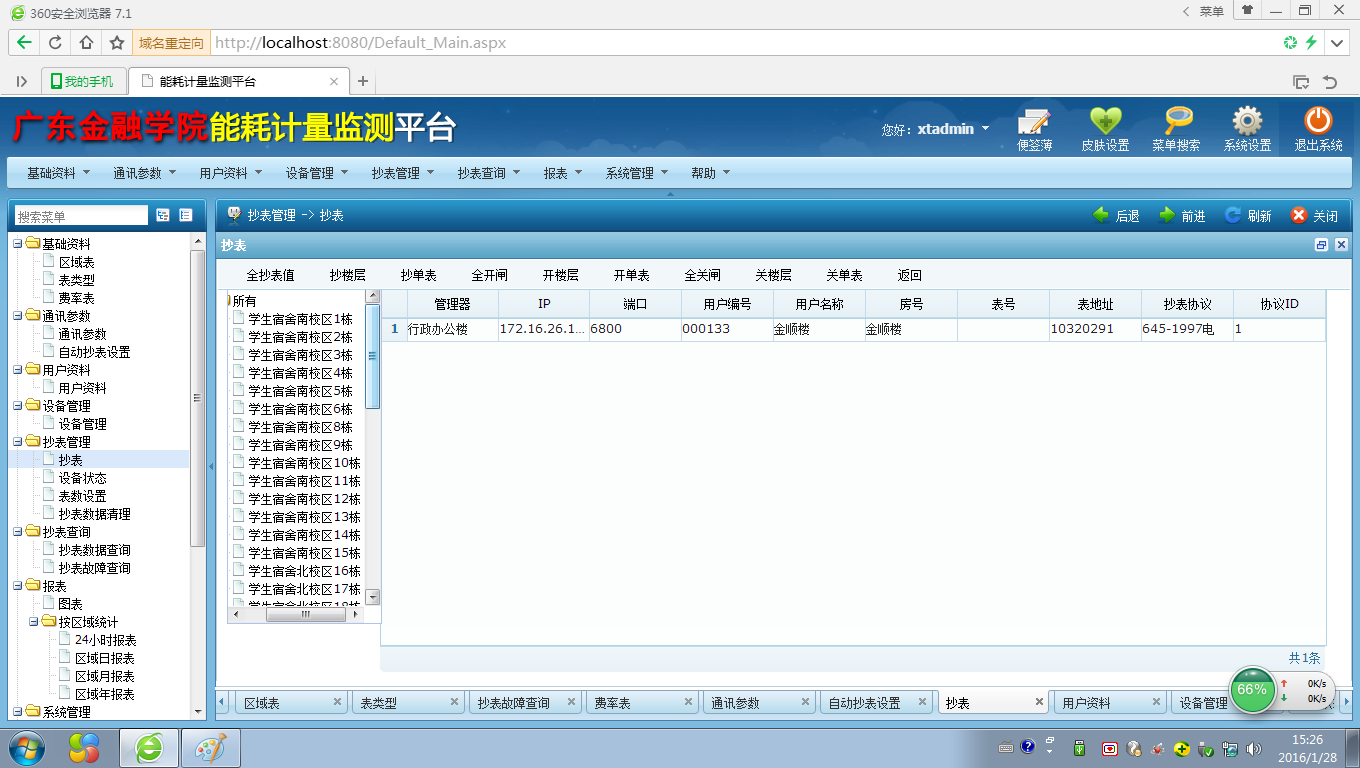 360安全浏览器 7.1
菜单
域名重定向
http://localhost:8080/Default_Main.aspx
我的手机
能耗计量监测平台
广东金融学院能耗计量监测平台
您好：xtadmin
便签薄
皮肤设置
菜单搜索
系统设置
退出系统
基础资料
通讯参数
用户资料
设备管理
抄表管理
抄表查询
报表
系统管理
帮助
搜索菜单
基础资料
区域表
表类型
费率表
通讯参数
通讯参数
自动抄表设置
用户资料
用户资料
设备管理
设备管理
抄表管理
抄表
设备状态
表数设置
抄表数据清理
抄表查询
抄表数据查询
抄表故障查询
报表
图表
按区域统计
24小时报表
区域日报表
区域月报表
区域年报表
系统管理
抄表管理 -> 抄表
后退
前进
刷新
关闭
抄表
全抄表值
抄楼层
抄单表
全开闸
开楼层
开单表
全关闸
关楼层
关单表
返回
所有
学生宿舍南校区1栋
学生宿舍南校区2栋
学生宿舍南校区3栋
学生宿舍南校区4栋
学生宿舍南校区5栋
学生宿舍南校区6栋
学生宿舍南校区8栋
学生宿舍南校区9栋
学生宿舍南校区10栋
学生宿舍南校区11栋
学生宿舍南校区12栋
学生宿舍南校区13栋
学生宿舍南校区14栋
学生宿舍南校区15栋
学生宿舍北校区16栋
学生宿舍北校区17栋
学生宿舍北校区18栋
管理器 IP 端口 用户编号 用户名称 房号 表号 表地址 抄表协议 协议ID
1 行政办公楼 172.16.26.1... 6800 000133 金顺楼 金顺楼 10320291 645-1997电 1
共1条
区域表
表类型
抄表故障查询
费率表
通讯参数
自动抄表设置
抄表
用户资料
设备管理
66%
0K/s
0K/s
15:26
2016/1/28